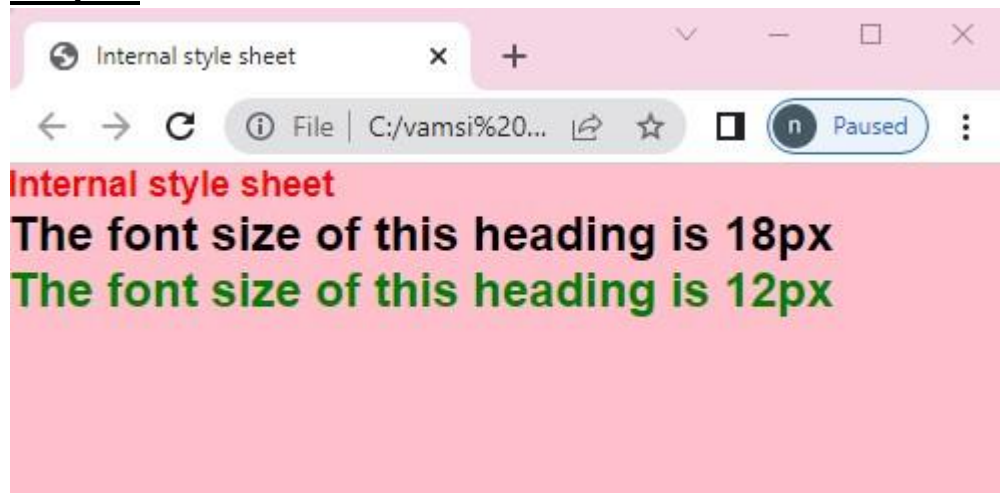 Internal style sheet
File | C:/vamsi%20...
n
Paused
Internal style sheet
The font size of this heading is 18px
The font size of this heading is 12px